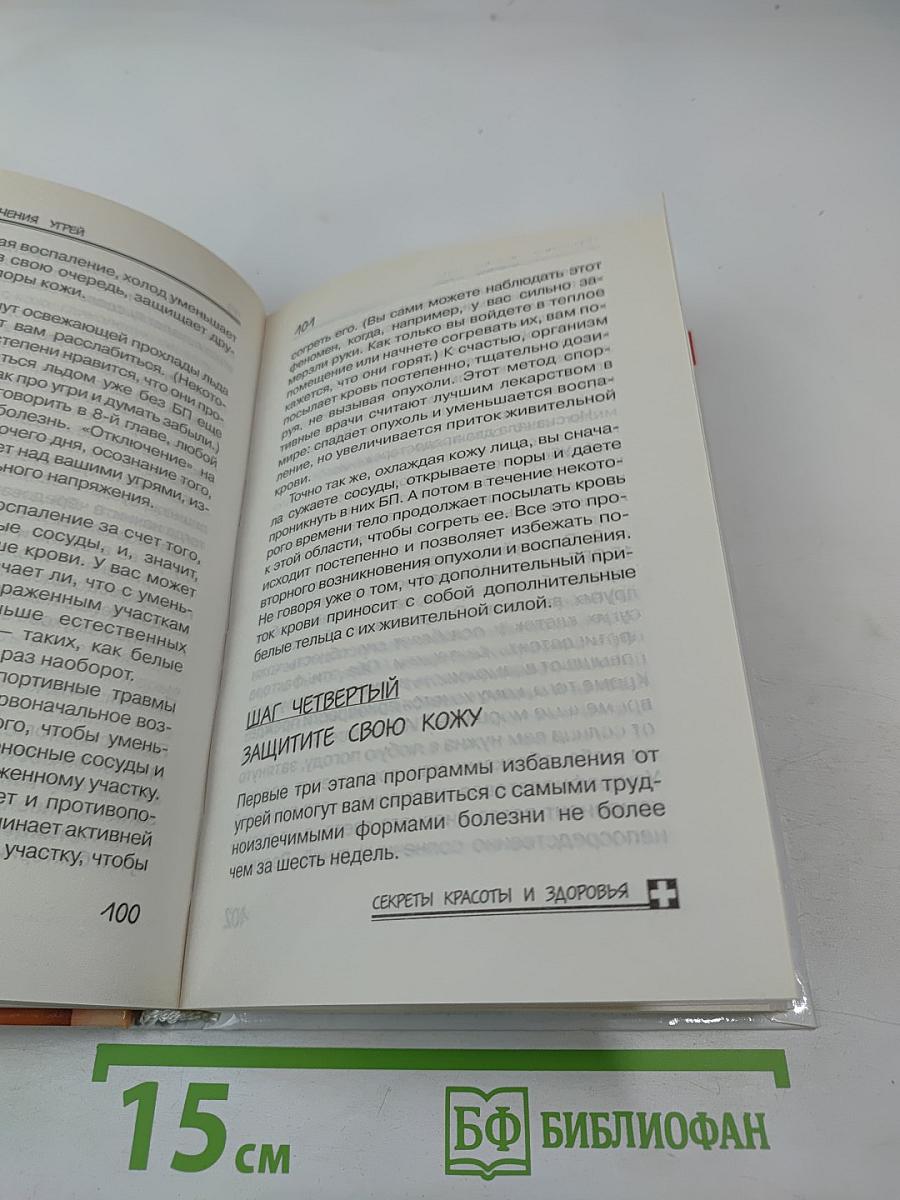 ЧЕНИЯ УГРЕЙ
ая воспаление, холод уменьшает
в свою очередь, защищает дру-
поры кожи.
нут освежающей прохлады льда
т вам расслабиться. (Некото-
степени нравится, что они про-
ться льдом уже без БП еще
ак про угри и думать забыли.)
говорить в 8-й главе, любой
болезнь. «Отключение» на
очего дня, осознание того,
ет над вашими угрями, из-
льного напряжения.
оспаление за счет того,
ые сосуды, и, значит,
ше крови. У вас может
чает ли, что с умень-
ораженным участкам
ньше естественных
— таких, как белые
раз наоборот.
портивные травмы
ервоначальное воз-
ого, чтобы умень-
еносные сосуды и
женному участку.
ет и противопо-
чинает активней
участку, чтобы
100
101
согреть его. (Вы сами можете наблюдать этот
феномен, когда, например, у вас сильно за-
мерзли руки. Как только вы войдете в теплое
помещение или начнете согревать их, вам по-
кажется, что они горят.) К счастью, организм
посылает кровь постепенно, тщательно дози-
руя, не вызывая опухоли. Этот метод спор-
тивные врачи считают лучшим лекарством в
мире: спадает опухоль и уменьшается воспа-
ление, но увеличивается приток живительной
крови.
Точно так же, охлаждая кожу лица, вы снача-
ла сужаете сосуды, открываете поры и даете
проникнуть в них БП. А потом в течение некото-
рого времени тело продолжает посылать кровь
к этой области, чтобы согреть ее. Все это про-
исходит постепенно и позволяет избежать по-
вторного возникновения опухоли и воспаления.
Не говоря уже о том, что дополнительный при-
ток крови приносит с собой дополнительные
белые тельца с их живительной силой.
ШАГ ЧЕТВЕРТЫЙ
ЗАЩИТИТЕ СВОЮ КОЖУ
Первые три этапа программы избавления от
угрей помогут вам справиться с самыми труд-
ноизлечимыми формами болезни не более
чем за шесть недель.
СЕКРЕТЫ КРАСОТЫ И ЗДОРОВЬЯ
15 см
БФ БИБЛИОФАН